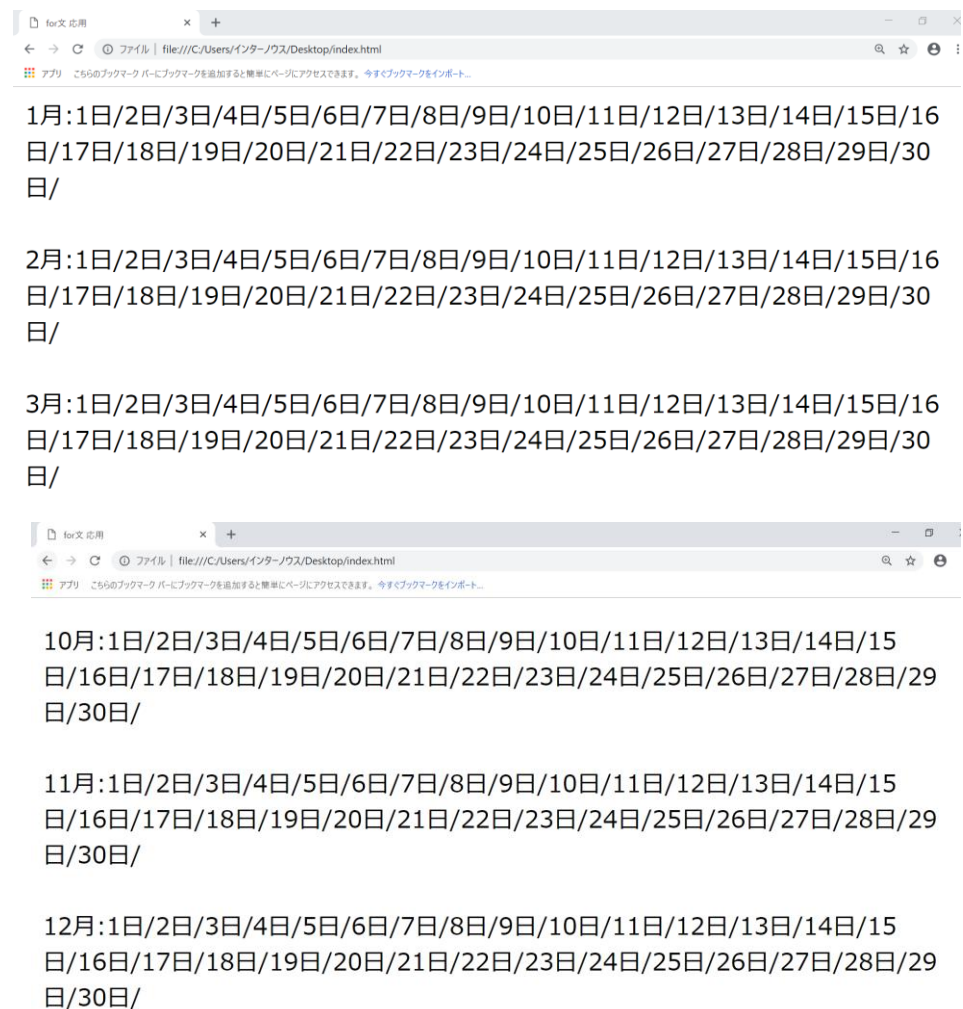 for文 応用
ファイル | file:///C:/Users/インターノウス/Desktop/index.html
アプリ こちらのブックマーク バーにブックマークを追加すると簡単にページにアクセスできます。 今すぐブックマークをインポート...
1月:1日/2日/3日/4日/5日/6日/7日/8日/9日/10日/11日/12日/13日/14日/15日/16
日/17日/18日/19日/20日/21日/22日/23日/24日/25日/26日/27日/28日/29日/30
日/
2月:1日/2日/3日/4日/5日/6日/7日/8日/9日/10日/11日/12日/13日/14日/15日/16
日/17日/18日/19日/20日/21日/22日/23日/24日/25日/26日/27日/28日/29日/30
日/
3月:1日/2日/3日/4日/5日/6日/7日/8日/9日/10日/11日/12日/13日/14日/15日/16
日/17日/18日/19日/20日/21日/22日/23日/24日/25日/26日/27日/28日/29日/30
日/
for文 応用
ファイル | file:///C:/Users/インターノウス/Desktop/index.html
アプリ こちらのブックマーク バーにブックマークを追加すると簡単にページにアクセスできます。 今すぐブックマークをインポート...
10月:1日/2日/3日/4日/5日/6日/7日/8日/9日/10日/11日/12日/13日/14日/15
日/16日/17日/18日/19日/20日/21日/22日/23日/24日/25日/26日/27日/28日/29
日/30日/
11月:1日/2日/3日/4日/5日/6日/7日/8日/9日/10日/11日/12日/13日/14日/15
日/16日/17日/18日/19日/20日/21日/22日/23日/24日/25日/26日/27日/28日/29
日/30日/
12月:1日/2日/3日/4日/5日/6日/7日/8日/9日/10日/11日/12日/13日/14日/15
日/16日/17日/18日/19日/20日/21日/22日/23日/24日/25日/26日/27日/28日/29
日/30日/